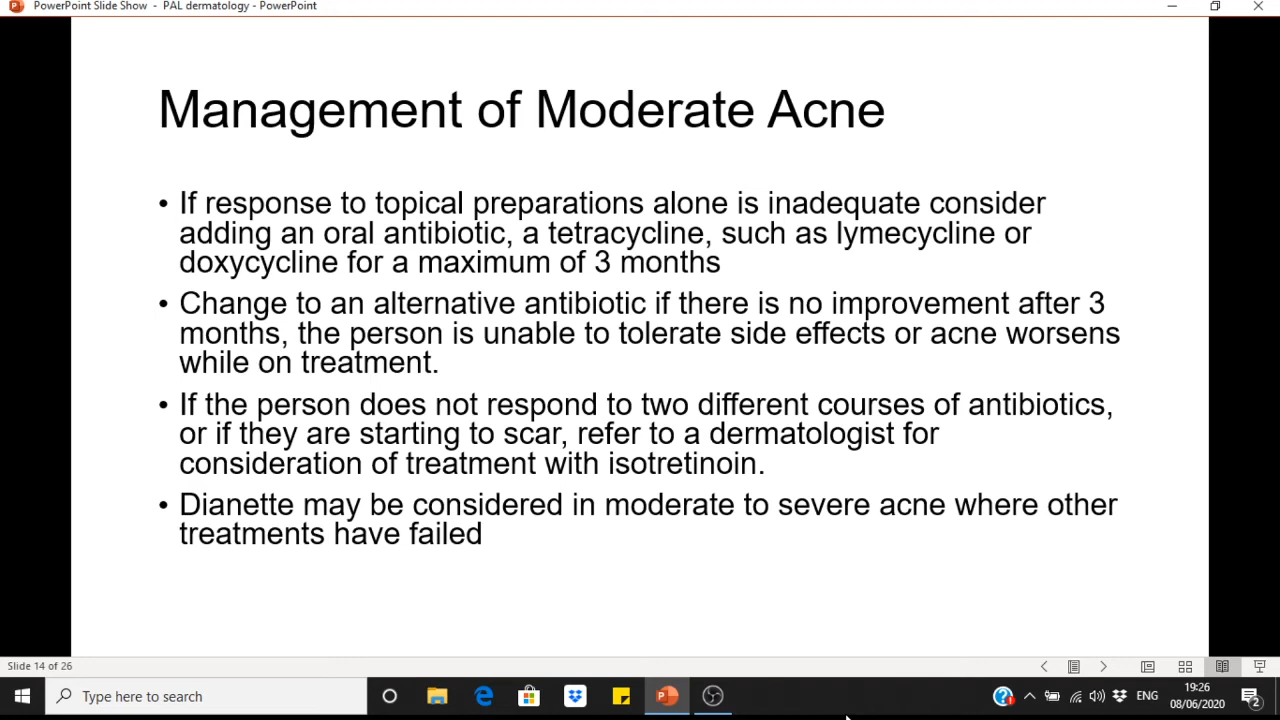 PowerPoint Slide Show - PAL dermatology - PowerPoint
Management of Moderate Acne
• If response to topical preparations alone is inadequate consider
adding an oral antibiotic, a tetracycline, such as lymecycline or
doxycycline for a maximum of 3 months
• Change to an alternative antibiotic if there is no improvement after 3
months, the person is unable to tolerate side effects or acne worsens
while on treatment.
• If the person does not respond to two different courses of antibiotics,
or if they are starting to scar, refer to a dermatologist for
consideration of treatment with isotretinoin.
• Dianette may be considered in moderate to severe acne where other
treatments have failed
Slide 14 of 26
Type here to search
ENG
19:26
08/06/2020
2